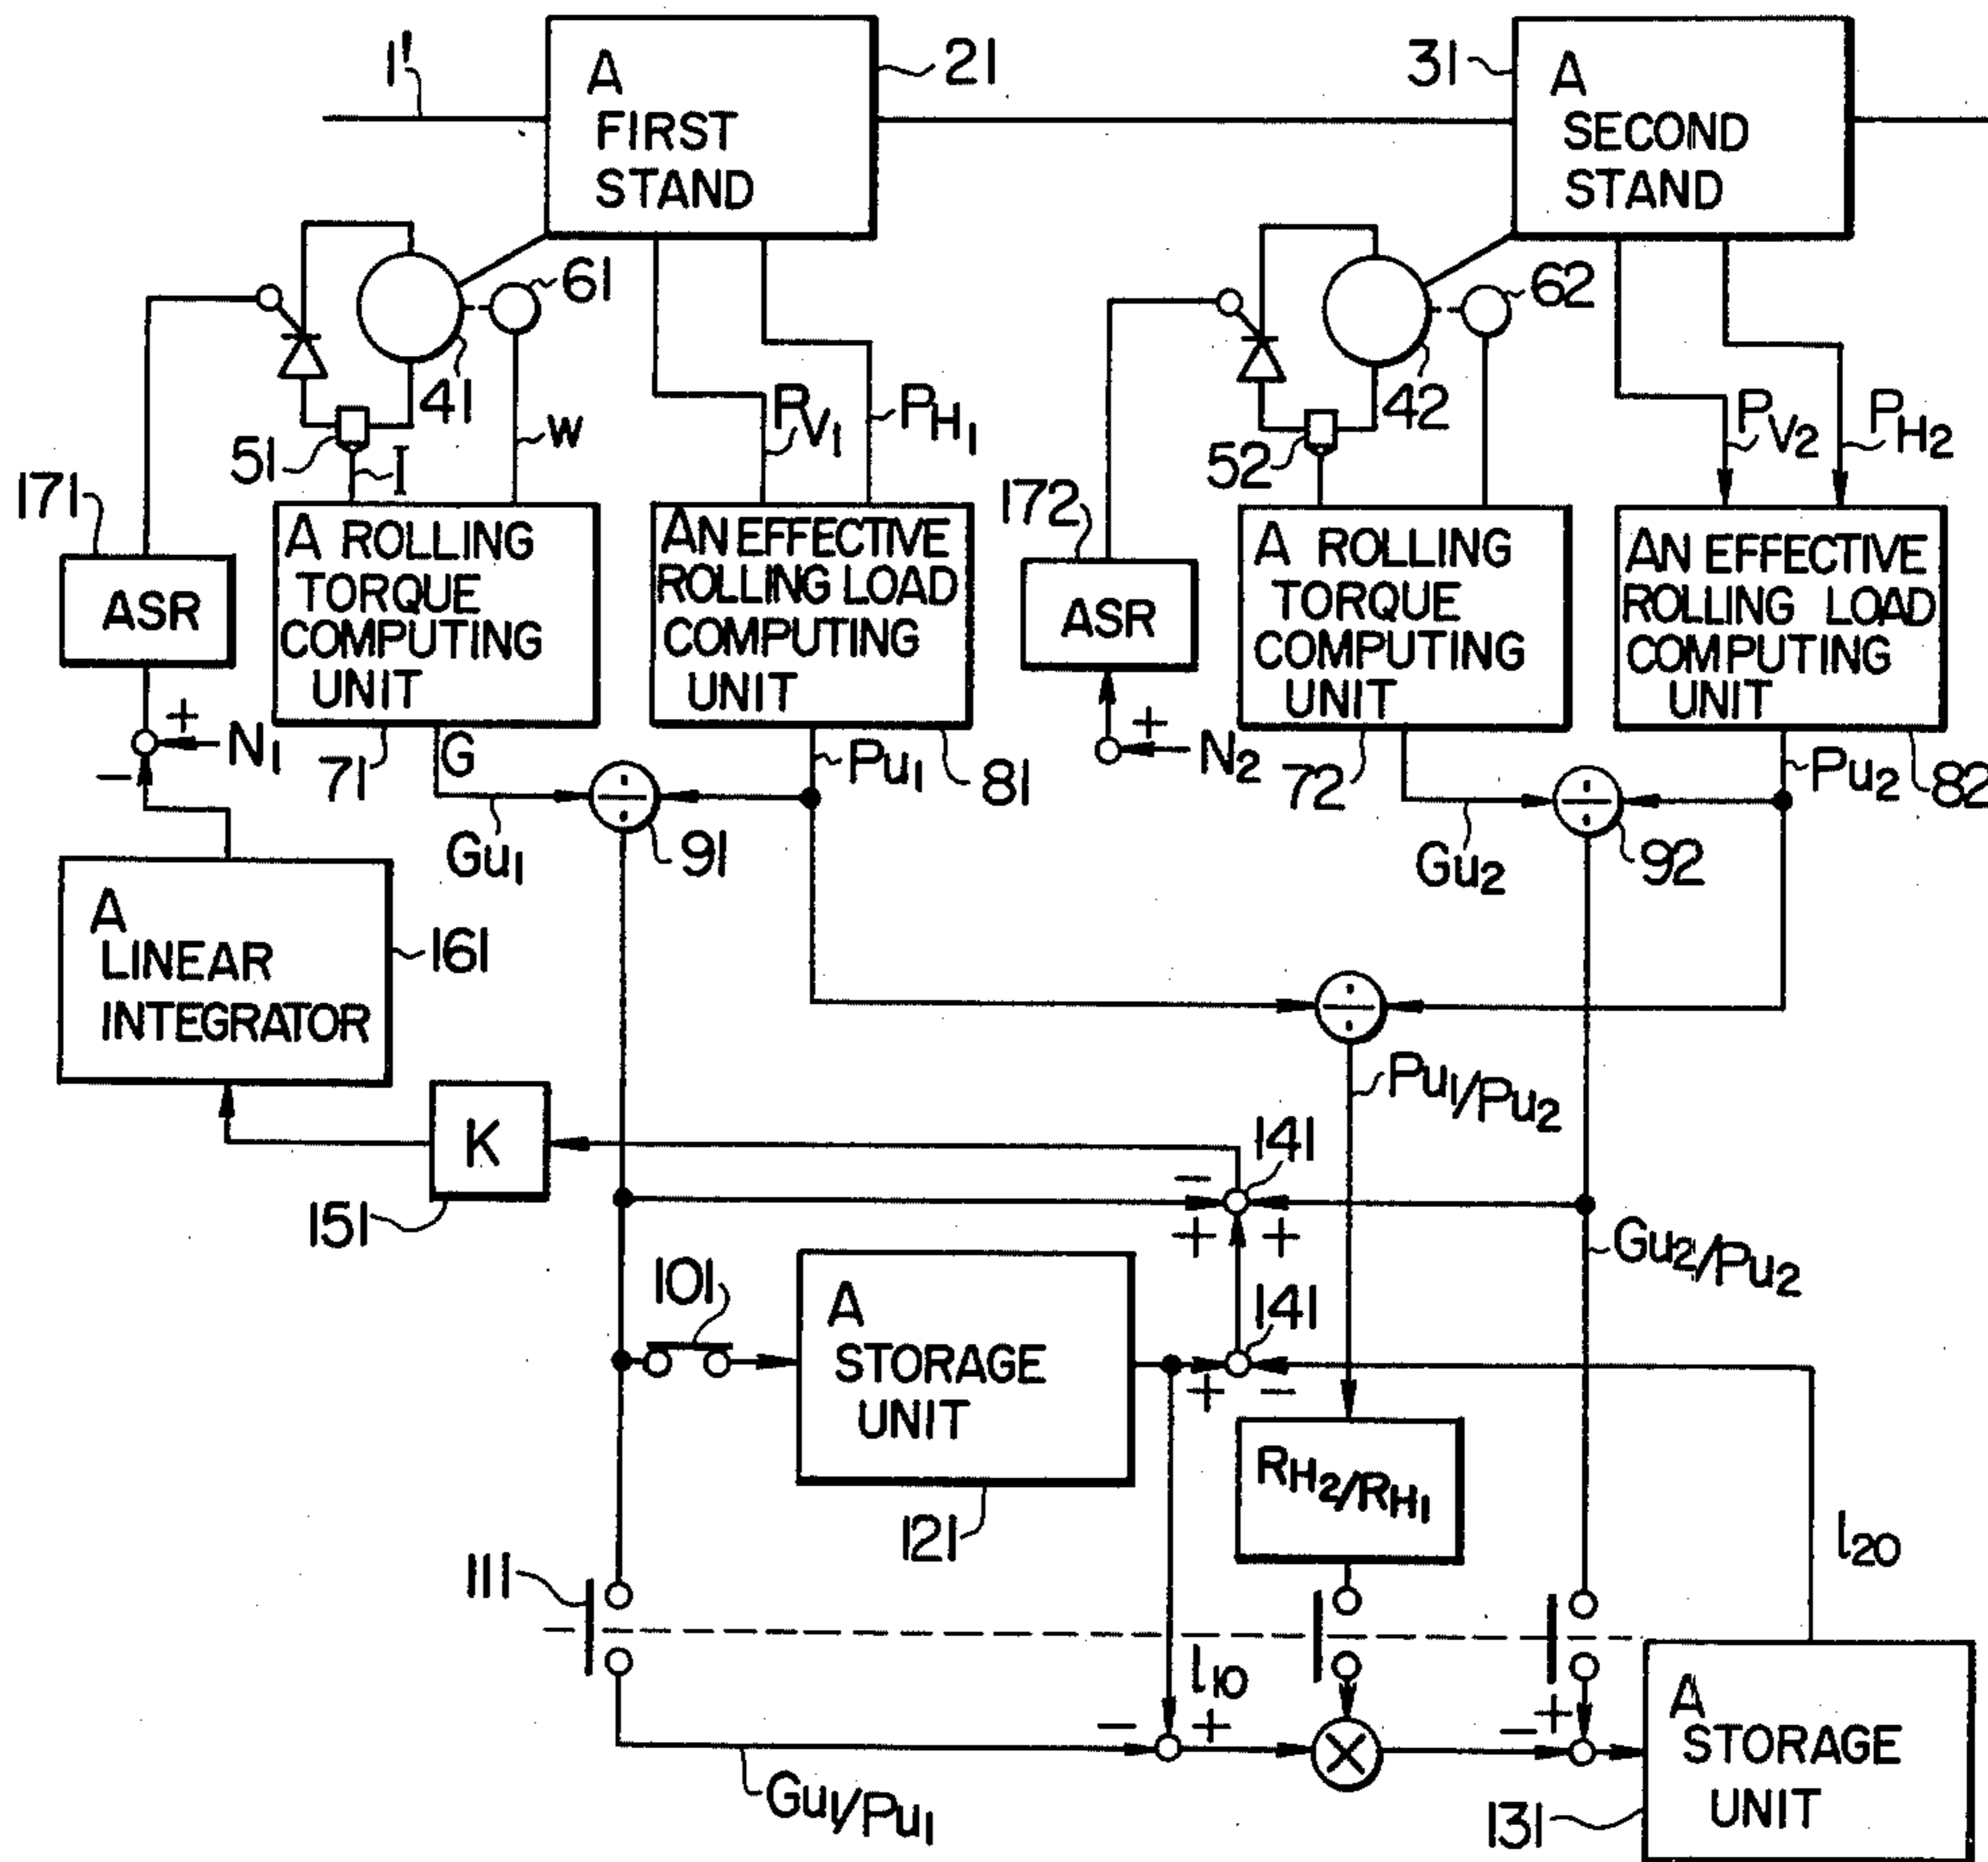 1'
A
FIRST
STAND
21
31
A
SECOND
STAND
61
41
51
I
W
PV1
PH1
62
42
52
PV2
PH2
171
ASR
A ROLLING
TORQUE
COMPUTING
UNIT
AN EFFECTIVE
ROLLING LOAD
COMPUTING
UNIT
172
ASR
A ROLLING
TORQUE
COMPUTING
UNIT
AN EFFECTIVE
ROLLING LOAD
COMPUTING
UNIT
+
N1
-
71
G
Gu1
÷
91
Pu1
81
+
N2
72
Gu2
÷
92
Pu2
82
A
LINEAR
INTEGRATOR
161
÷
Pu1/Pu2
K
151
141
-
+
+
Gu2/Pu2
101
A
STORAGE
UNIT
121
141
+
-
RH2/RH1
l20
111
l10
-
+
×
-
+
Gu1/Pu1
A
STORAGE
UNIT
131